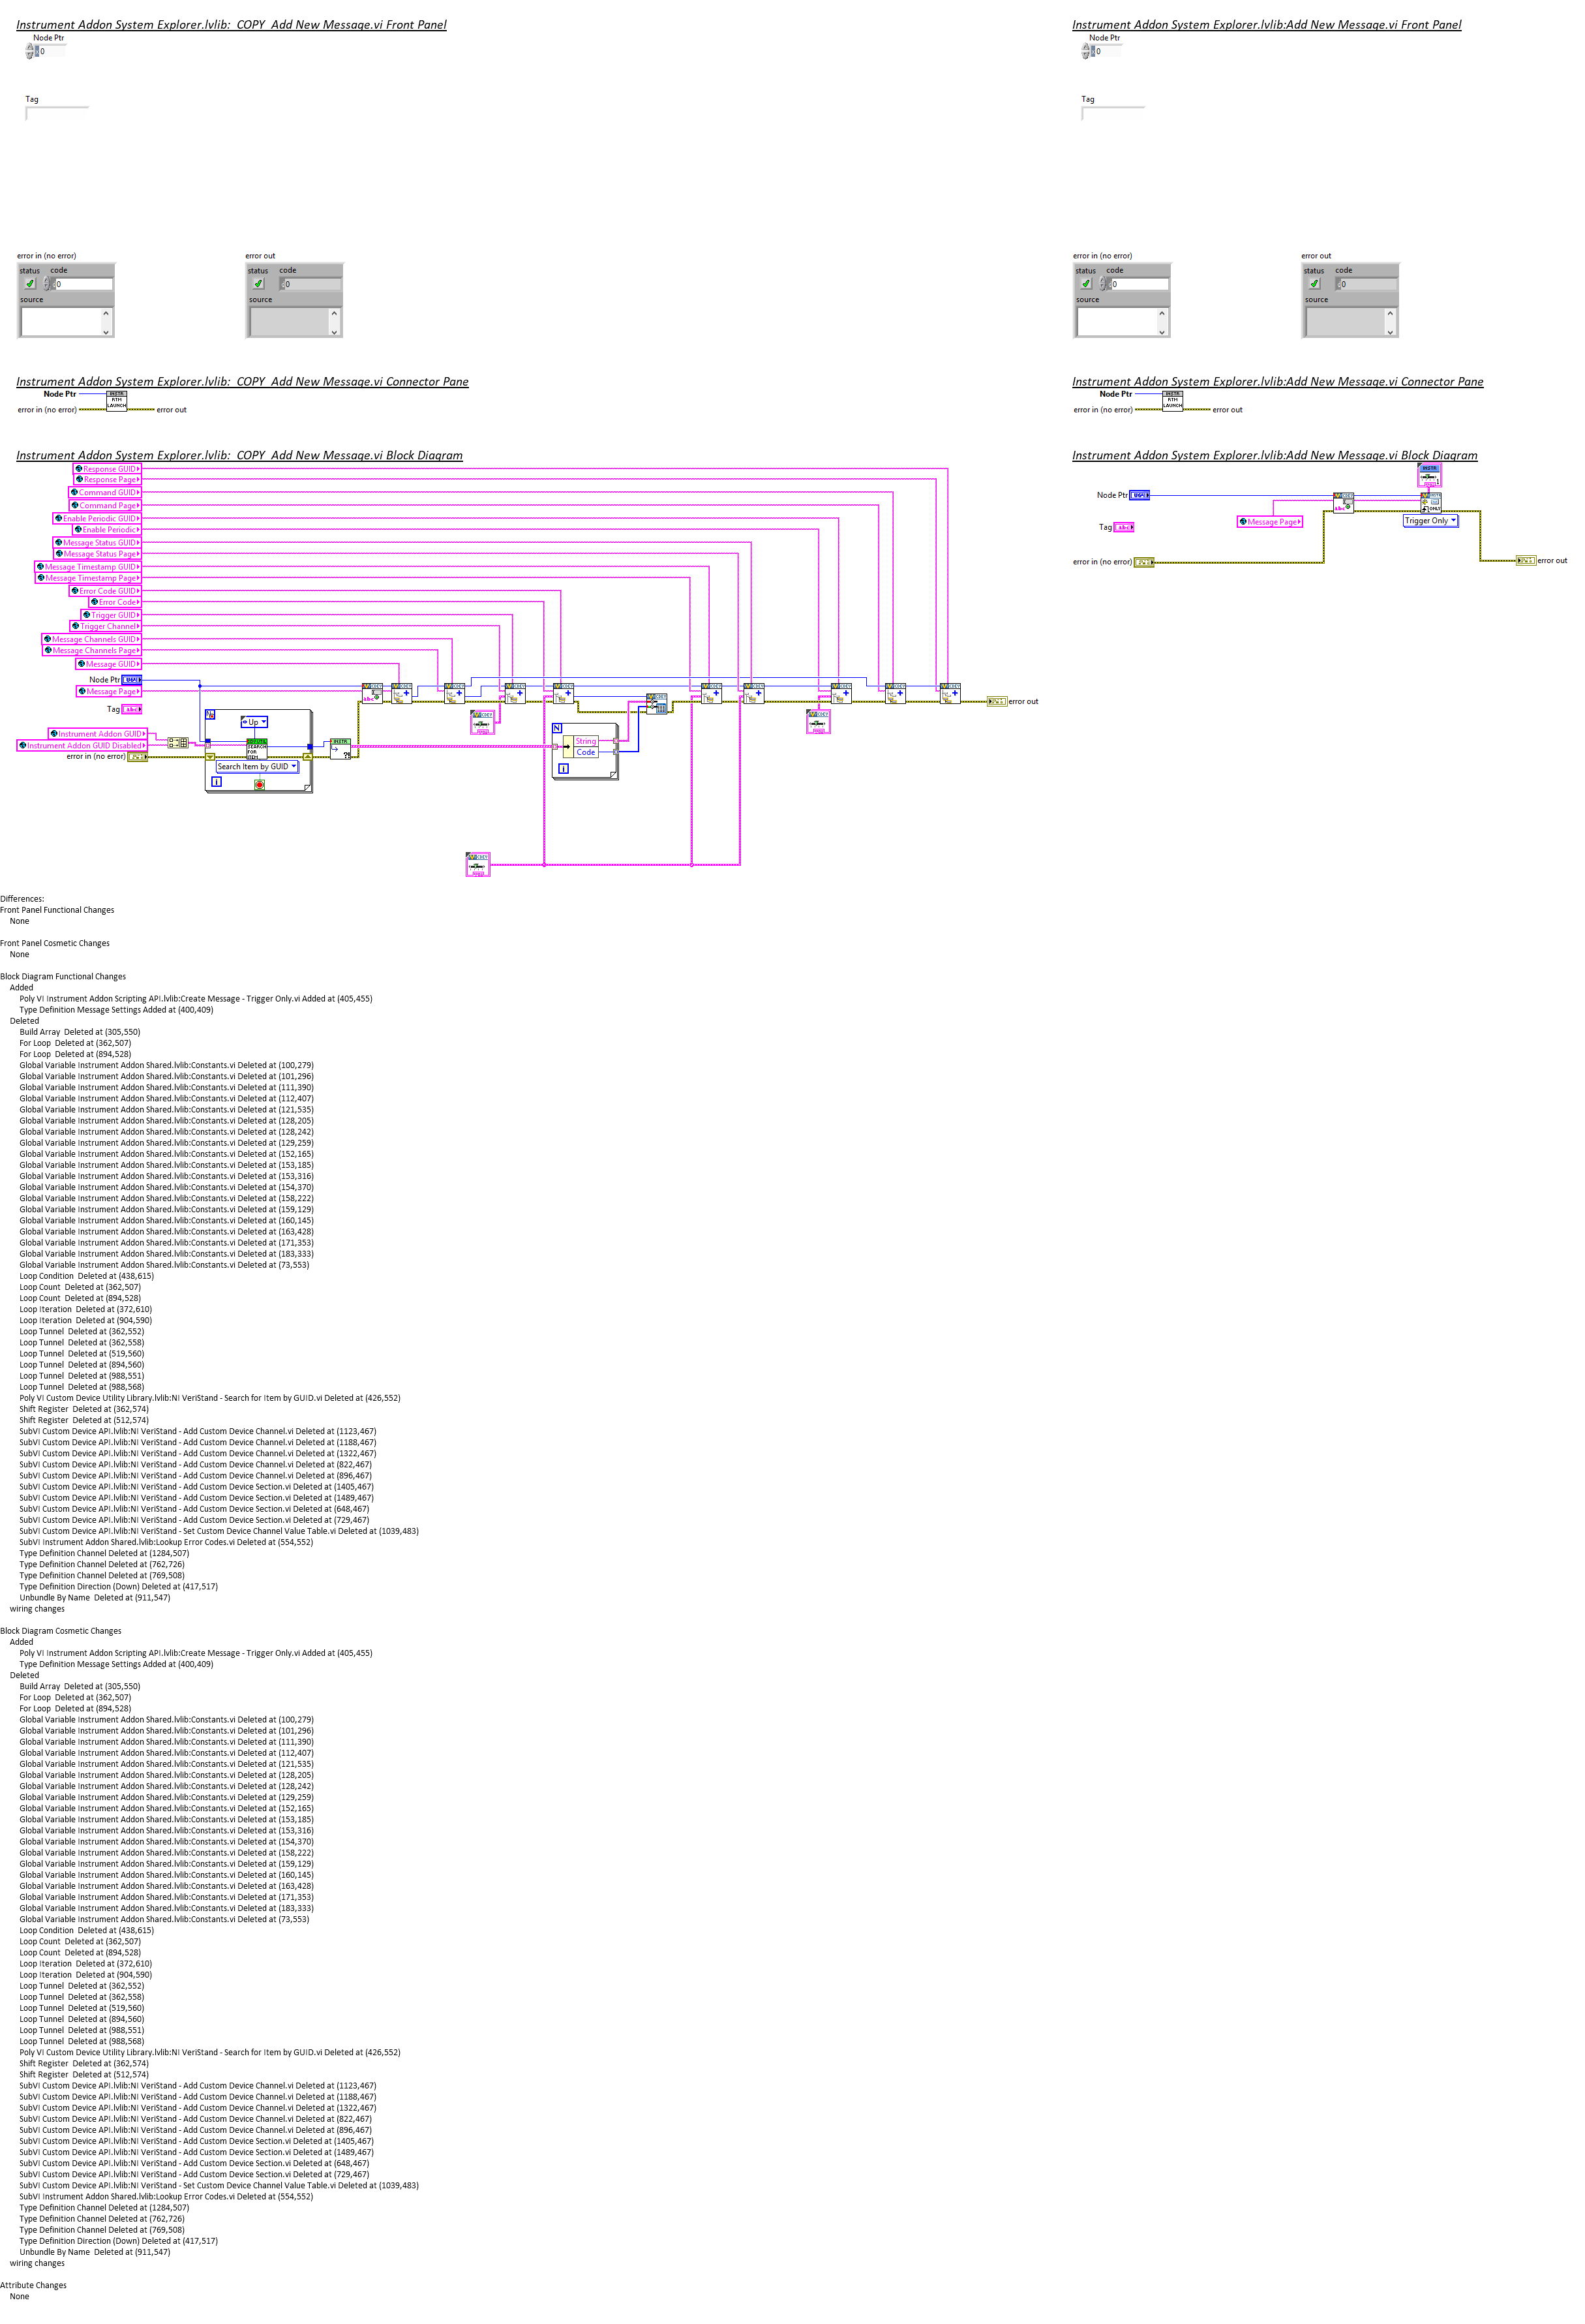 Instrument Addon System Explorer.lvlib:_COPY_Add New Message.vi Front Panel
Node Ptr
0
Tag
error in (no error)
status code
0
source
error out
status code
0
source
Instrument Addon System Explorer.lvlib:_COPY_Add New Message.vi Connector Pane
Node Ptr
error in (no error)
INSTR
RTM
LAUNCH
error out
Instrument Addon System Explorer.lvlib:_COPY_Add New Message.vi Block Diagram
Response GUID
Response Page
Command GUID
Command Page
Enable Periodic GUID
Enable Periodic
Message Status GUID
Message Status Page
Message Timestamp GUID
Message Timestamp Page
Error Code GUID
Error Code
Trigger GUID
Trigger Channel
Message Channels GUID
Message Channels Page
Message GUID
Node Ptr
Message Page
Tag
Instrument Addon GUID
Instrument Addon GUID Disabled
error in (no error)
Up
SEARCH
FOR
ITEM
Search Item by GUID
i
N
String
Code
i
error out
Instrument Addon System Explorer.lvlib:Add New Message.vi Front Panel
Node Ptr
0
Tag
error in (no error)
status code
0
source
error out
status code
0
source
Instrument Addon System Explorer.lvlib:Add New Message.vi Connector Pane
Node Ptr
error in (no error)
INSTR
RTM
LAUNCH
error out
Instrument Addon System Explorer.lvlib:Add New Message.vi Block Diagram
Node Ptr
Message Page
Tag
Trigger Only
error in (no error)
error out
Differences:
Front Panel Functional Changes
None
Front Panel Cosmetic Changes
None
Block Diagram Functional Changes
Added
Poly VI Instrument Addon Scripting API.lvlib:Create Message - Trigger Only.vi Added at (405,455)
Type Definition Message Settings Added at (400,409)
Deleted
Build Array  Deleted at (305,550)
For Loop  Deleted at (362,507)
For Loop  Deleted at (894,528)
Global Variable Instrument Addon Shared.lvlib:Constants.vi Deleted at (100,279)
Global Variable Instrument Addon Shared.lvlib:Constants.vi Deleted at (101,296)
Global Variable Instrument Addon Shared.lvlib:Constants.vi Deleted at (111,390)
Global Variable Instrument Addon Shared.lvlib:Constants.vi Deleted at (112,407)
Global Variable Instrument Addon Shared.lvlib:Constants.vi Deleted at (121,535)
Global Variable Instrument Addon Shared.lvlib:Constants.vi Deleted at (128,205)
Global Variable Instrument Addon Shared.lvlib:Constants.vi Deleted at (128,242)
Global Variable Instrument Addon Shared.lvlib:Constants.vi Deleted at (129,259)
Global Variable Instrument Addon Shared.lvlib:Constants.vi Deleted at (152,165)
Global Variable Instrument Addon Shared.lvlib:Constants.vi Deleted at (153,185)
Global Variable Instrument Addon Shared.lvlib:Constants.vi Deleted at (153,316)
Global Variable Instrument Addon Shared.lvlib:Constants.vi Deleted at (154,370)
Global Variable Instrument Addon Shared.lvlib:Constants.vi Deleted at (158,222)
Global Variable Instrument Addon Shared.lvlib:Constants.vi Deleted at (159,129)
Global Variable Instrument Addon Shared.lvlib:Constants.vi Deleted at (160,145)
Global Variable Instrument Addon Shared.lvlib:Constants.vi Deleted at (163,428)
Global Variable Instrument Addon Shared.lvlib:Constants.vi Deleted at (171,353)
Global Variable Instrument Addon Shared.lvlib:Constants.vi Deleted at (183,333)
Global Variable Instrument Addon Shared.lvlib:Constants.vi Deleted at (73,553)
Loop Condition  Deleted at (438,615)
Loop Count  Deleted at (362,507)
Loop Count  Deleted at (894,528)
Loop Iteration  Deleted at (372,610)
Loop Iteration  Deleted at (904,590)
Loop Tunnel  Deleted at (362,552)
Loop Tunnel  Deleted at (362,558)
Loop Tunnel  Deleted at (519,560)
Loop Tunnel  Deleted at (894,560)
Loop Tunnel  Deleted at (988,551)
Loop Tunnel  Deleted at (988,568)
Poly VI Custom Device Utility Library.lvlib:NI VeriStand - Search for Item by GUID.vi Deleted at (426,552)
Shift Register  Deleted at (362,574)
Shift Register  Deleted at (512,574)
SubVI Custom Device API.lvlib:NI VeriStand - Add Custom Device Channel.vi Deleted at (1123,467)
SubVI Custom Device API.lvlib:NI VeriStand - Add Custom Device Channel.vi Deleted at (1188,467)
SubVI Custom Device API.lvlib:NI VeriStand - Add Custom Device Channel.vi Deleted at (1322,467)
SubVI Custom Device API.lvlib:NI VeriStand - Add Custom Device Channel.vi Deleted at (822,467)
SubVI Custom Device API.lvlib:NI VeriStand - Add Custom Device Channel.vi Deleted at (896,467)
SubVI Custom Device API.lvlib:NI VeriStand - Add Custom Device Section.vi Deleted at (1405,467)
SubVI Custom Device API.lvlib:NI VeriStand - Add Custom Device Section.vi Deleted at (1489,467)
SubVI Custom Device API.lvlib:NI VeriStand - Add Custom Device Section.vi Deleted at (648,467)
SubVI Custom Device API.lvlib:NI VeriStand - Add Custom Device Section.vi Deleted at (729,467)
SubVI Custom Device API.lvlib:NI VeriStand - Set Custom Device Channel Value Table.vi Deleted at (1039,483)
SubVI Instrument Addon Shared.lvlib:Lookup Error Codes.vi Deleted at (554,552)
Type Definition Channel Deleted at (1284,507)
Type Definition Channel Deleted at (762,726)
Type Definition Channel Deleted at (769,508)
Type Definition Direction (Down) Deleted at (417,517)
Unbundle By Name  Deleted at (911,547)
wiring changes
Block Diagram Cosmetic Changes
Added
Poly VI Instrument Addon Scripting API.lvlib:Create Message - Trigger Only.vi Added at (405,455)
Type Definition Message Settings Added at (400,409)
Deleted
Build Array  Deleted at (305,550)
For Loop  Deleted at (362,507)
For Loop  Deleted at (894,528)
Global Variable Instrument Addon Shared.lvlib:Constants.vi Deleted at (100,279)
Global Variable Instrument Addon Shared.lvlib:Constants.vi Deleted at (101,296)
Global Variable Instrument Addon Shared.lvlib:Constants.vi Deleted at (111,390)
Global Variable Instrument Addon Shared.lvlib:Constants.vi Deleted at (112,407)
Global Variable Instrument Addon Shared.lvlib:Constants.vi Deleted at (121,535)
Global Variable Instrument Addon Shared.lvlib:Constants.vi Deleted at (128,205)
Global Variable Instrument Addon Shared.lvlib:Constants.vi Deleted at (128,242)
Global Variable Instrument Addon Shared.lvlib:Constants.vi Deleted at (129,259)
Global Variable Instrument Addon Shared.lvlib:Constants.vi Deleted at (152,165)
Global Variable Instrument Addon Shared.lvlib:Constants.vi Deleted at (153,185)
Global Variable Instrument Addon Shared.lvlib:Constants.vi Deleted at (153,316)
Global Variable Instrument Addon Shared.lvlib:Constants.vi Deleted at (154,370)
Global Variable Instrument Addon Shared.lvlib:Constants.vi Deleted at (158,222)
Global Variable Instrument Addon Shared.lvlib:Constants.vi Deleted at (159,129)
Global Variable Instrument Addon Shared.lvlib:Constants.vi Deleted at (160,145)
Global Variable Instrument Addon Shared.lvlib:Constants.vi Deleted at (163,428)
Global Variable Instrument Addon Shared.lvlib:Constants.vi Deleted at (171,353)
Global Variable Instrument Addon Shared.lvlib:Constants.vi Deleted at (183,333)
Global Variable Instrument Addon Shared.lvlib:Constants.vi Deleted at (73,553)
Loop Condition  Deleted at (438,615)
Loop Count  Deleted at (362,507)
Loop Count  Deleted at (894,528)
Loop Iteration  Deleted at (372,610)
Loop Iteration  Deleted at (904,590)
Loop Tunnel  Deleted at (362,552)
Loop Tunnel  Deleted at (362,558)
Loop Tunnel  Deleted at (519,560)
Loop Tunnel  Deleted at (894,560)
Loop Tunnel  Deleted at (988,551)
Loop Tunnel  Deleted at (988,568)
Poly VI Custom Device Utility Library.lvlib:NI VeriStand - Search for Item by GUID.vi Deleted at (426,552)
Shift Register  Deleted at (362,574)
Shift Register  Deleted at (512,574)
SubVI Custom Device API.lvlib:NI VeriStand - Add Custom Device Channel.vi Deleted at (1123,467)
SubVI Custom Device API.lvlib:NI VeriStand - Add Custom Device Channel.vi Deleted at (1188,467)
SubVI Custom Device API.lvlib:NI VeriStand - Add Custom Device Channel.vi Deleted at (1322,467)
SubVI Custom Device API.lvlib:NI VeriStand - Add Custom Device Channel.vi Deleted at (822,467)
SubVI Custom Device API.lvlib:NI VeriStand - Add Custom Device Channel.vi Deleted at (896,467)
SubVI Custom Device API.lvlib:NI VeriStand - Add Custom Device Section.vi Deleted at (1405,467)
SubVI Custom Device API.lvlib:NI VeriStand - Add Custom Device Section.vi Deleted at (1489,467)
SubVI Custom Device API.lvlib:NI VeriStand - Add Custom Device Section.vi Deleted at (648,467)
SubVI Custom Device API.lvlib:NI VeriStand - Add Custom Device Section.vi Deleted at (729,467)
SubVI Custom Device API.lvlib:NI VeriStand - Set Custom Device Channel Value Table.vi Deleted at (1039,483)
SubVI Instrument Addon Shared.lvlib:Lookup Error Codes.vi Deleted at (554,552)
Type Definition Channel Deleted at (1284,507)
Type Definition Channel Deleted at (762,726)
Type Definition Channel Deleted at (769,508)
Type Definition Direction (Down) Deleted at (417,517)
Unbundle By Name  Deleted at (911,547)
wiring changes
Attribute Changes
None